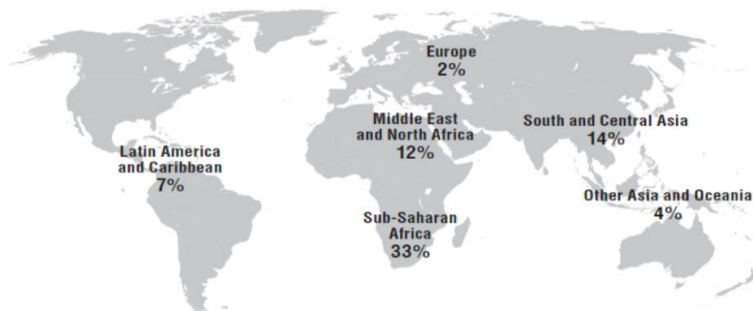 Europe
2%
Middle East
and North Africa
12%
South and Central Asia
14%
Latin America
and Caribbean
7%
Other Asia and Oceania
4%
Sub-Saharan
Africa
33%